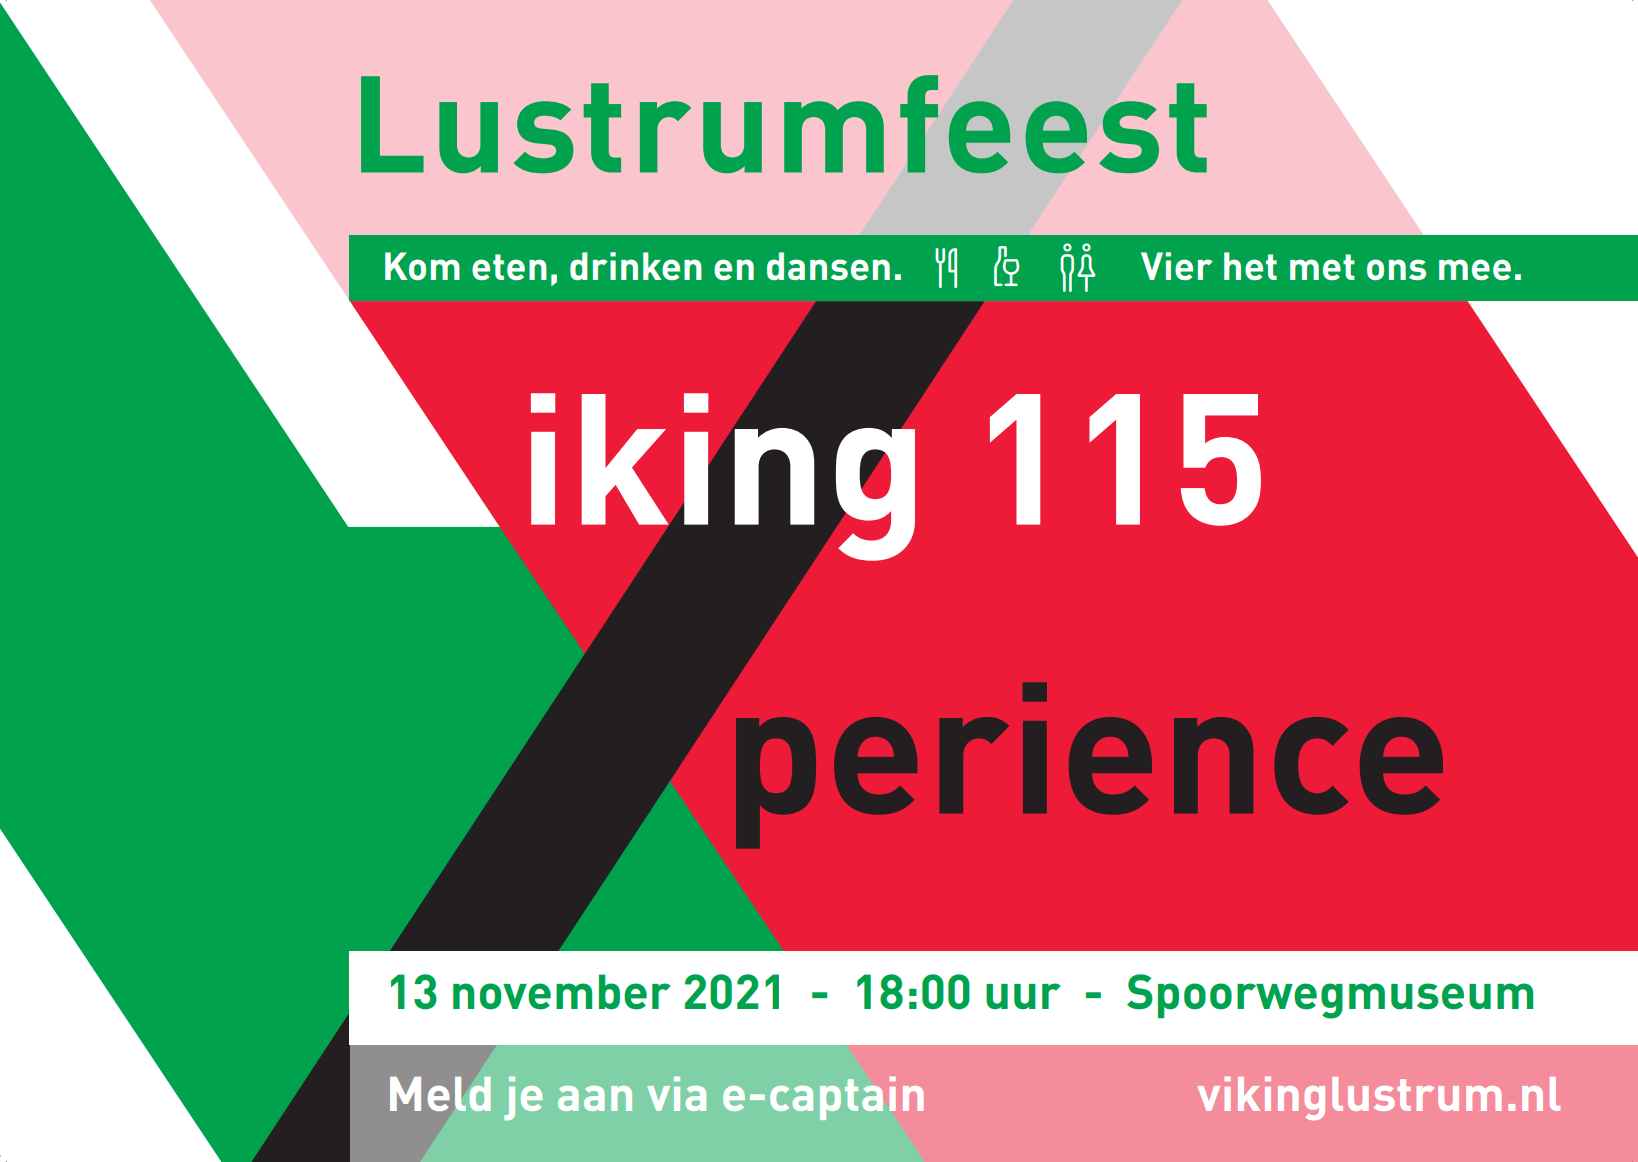 Lustrumfeest
Kom eten, drinken en dansen. Vier het met ons mee.
iking 115
perience
13 november 2021 - 18:00 uur - Spoorwegmuseum
Meld je aan via e-captain vikinglustrum.nl